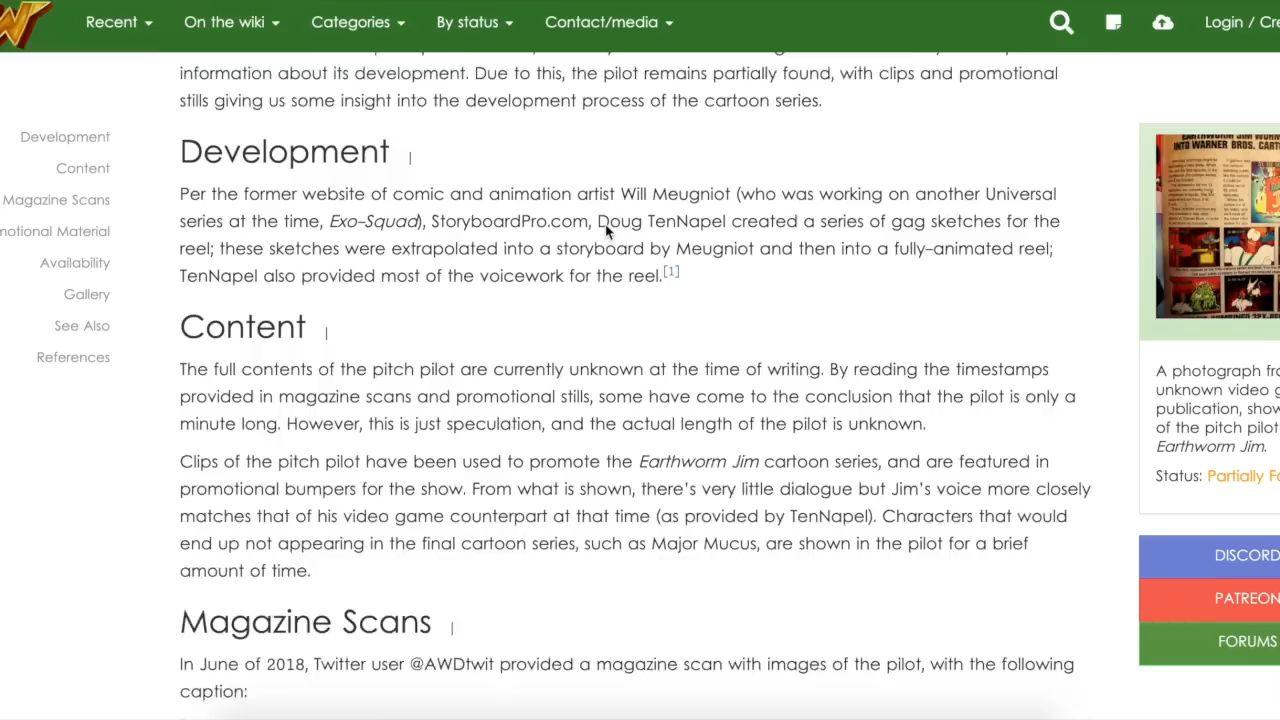 W
Recent
On the wiki
Categories
By status
Contact/media
Login / Cre
information about its development. Due to this, the pilot remains partially found, with clips and promotional
stills giving us some insight into the development process of the cartoon series.
Development
Content
Magazine Scans
motional Material
Availability
Gallery
See Also
References
Development
Per the former website of comic and animation artist Will Meugniot (who was working on another Universal
series at the time, Exo-Squad), Storyboardpro.com, Doug TenNapel created a series of gag sketches for the
reel; these sketches were extrapolated into a storyboard by Meugniot and then into a fully-animated reel;
TenNapel also provided most of the voicework for the reel.[1]
Content
The full contents of the pitch pilot are currently unknown at the time of writing. By reading the timestamps
provided in magazine scans and promotional stills, some have come to the conclusion that the pilot is only a
minute long. However, this is just speculation, and the actual length of the pilot is unknown.
Clips of the pitch pilot have been used to promote the Earthworm Jim cartoon series, and are featured in
promotional bumpers for the show. From what is shown, there's very little dialogue but Jim's voice more closely
matches that of his video game counterpart at that time (as provided by TenNapel). Characters that would
end up not appearing in the final cartoon series, such as Major Mucus, are shown in the pilot for a brief
amount of time.
Magazine Scans
In June of 2018, Twitter user @AWDtwit provided a magazine scan with images of the pilot, with the following
caption:
EARTHWORM JIM WORM
INTO WARNER BROS. CART
A photograph fro
unknown video g
publication, show
of the pitch pilot
Earthworm Jim.
Status: Partially Fo
DISCORD
PATREON
FORUMS